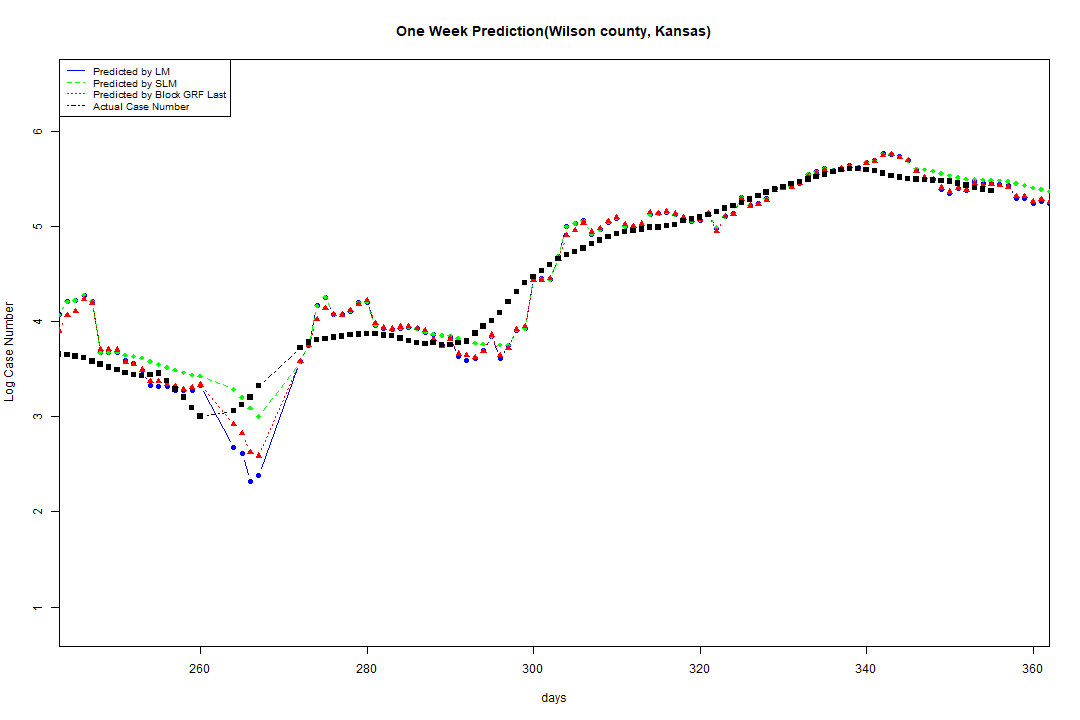 One Week Prediction(Wilson county, Kansas)
Predicted by LM
Predicted by SLM
Predicted by Block GRF Last
Actual Case Number
6
5
4
3
2
1
Log Case Number
260 280 300 320 340 360
days